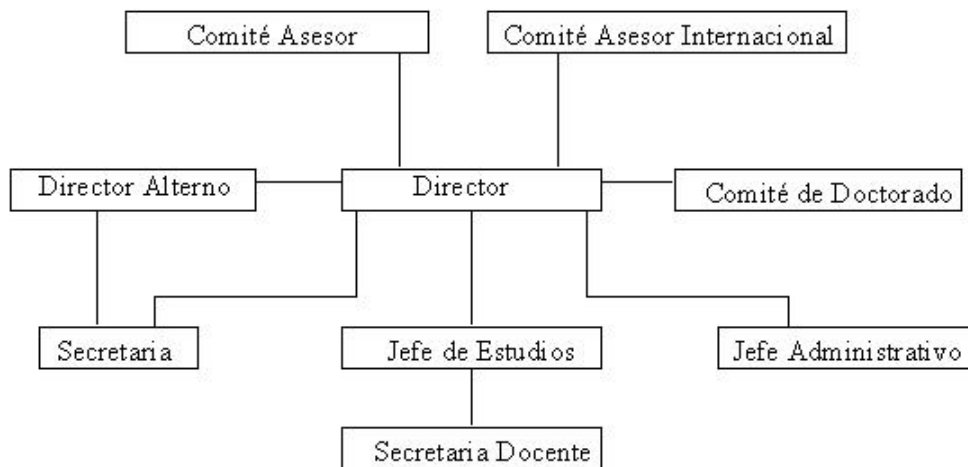 Comité Asesor
Comité Asesor Internacional
Director Alterno
Director
Comité de Doctorado
Secretaria
Jefe de Estudios
Jefe Administrativo
Secretaria Docente